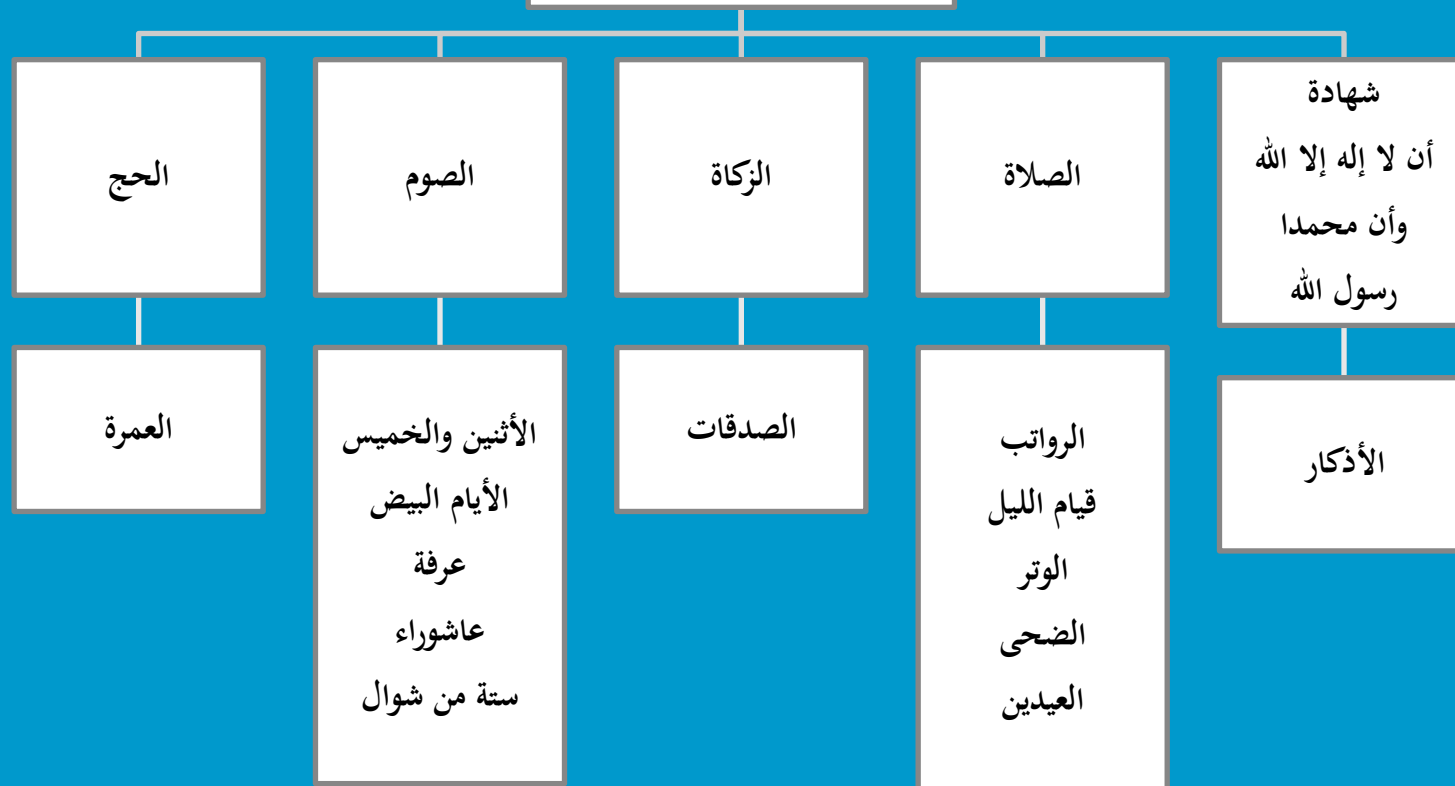 شهادة
أن لا إله إلا الله
وأن محمدا
رسول الله
الصلاة
الزكاة
الصوم
الحج
الأذكار
الرواتب
قيام الليل
الوتر
الضحى
العيدين
الصدقات
الأثنين والخميس
الأيام البيض
عرفة
عاشوراء
ستة من شوال
العمرة